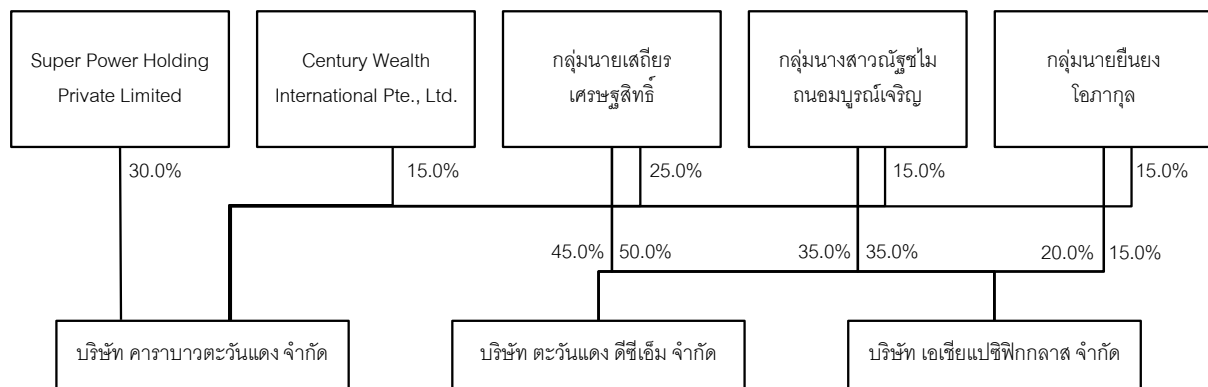 Super Power Holding
Private Limited
Century Wealth
International Pte., Ltd.
กลุ่มนายเสถียร
เศรษฐสิทธิ์
กลุ่มนางสาวณัฐชไม
ถนอมบูรณ์เจริญ
กลุ่มนายยืนยง
โอภากุล
30.0%
15.0%
25.0%
15.0%
15.0%
45.0%
50.0%
35.0%
35.0%
20.0%
15.0%
บริษัท คาราบาวตะวันแดง จำกัด
บริษัท ตะวันแดง ดีซีเอ็ม จำกัด
บริษัท เอเชียแปซิฟิกกลาส จำกัด